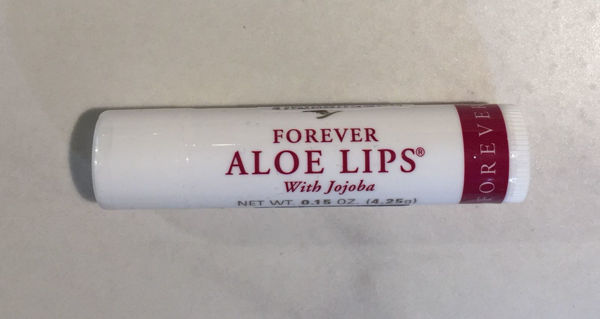 FOREVER
ALOE LIPS®
With Jojoba
NET WT. 0.15 OZ. (4.25g)
FOREVER